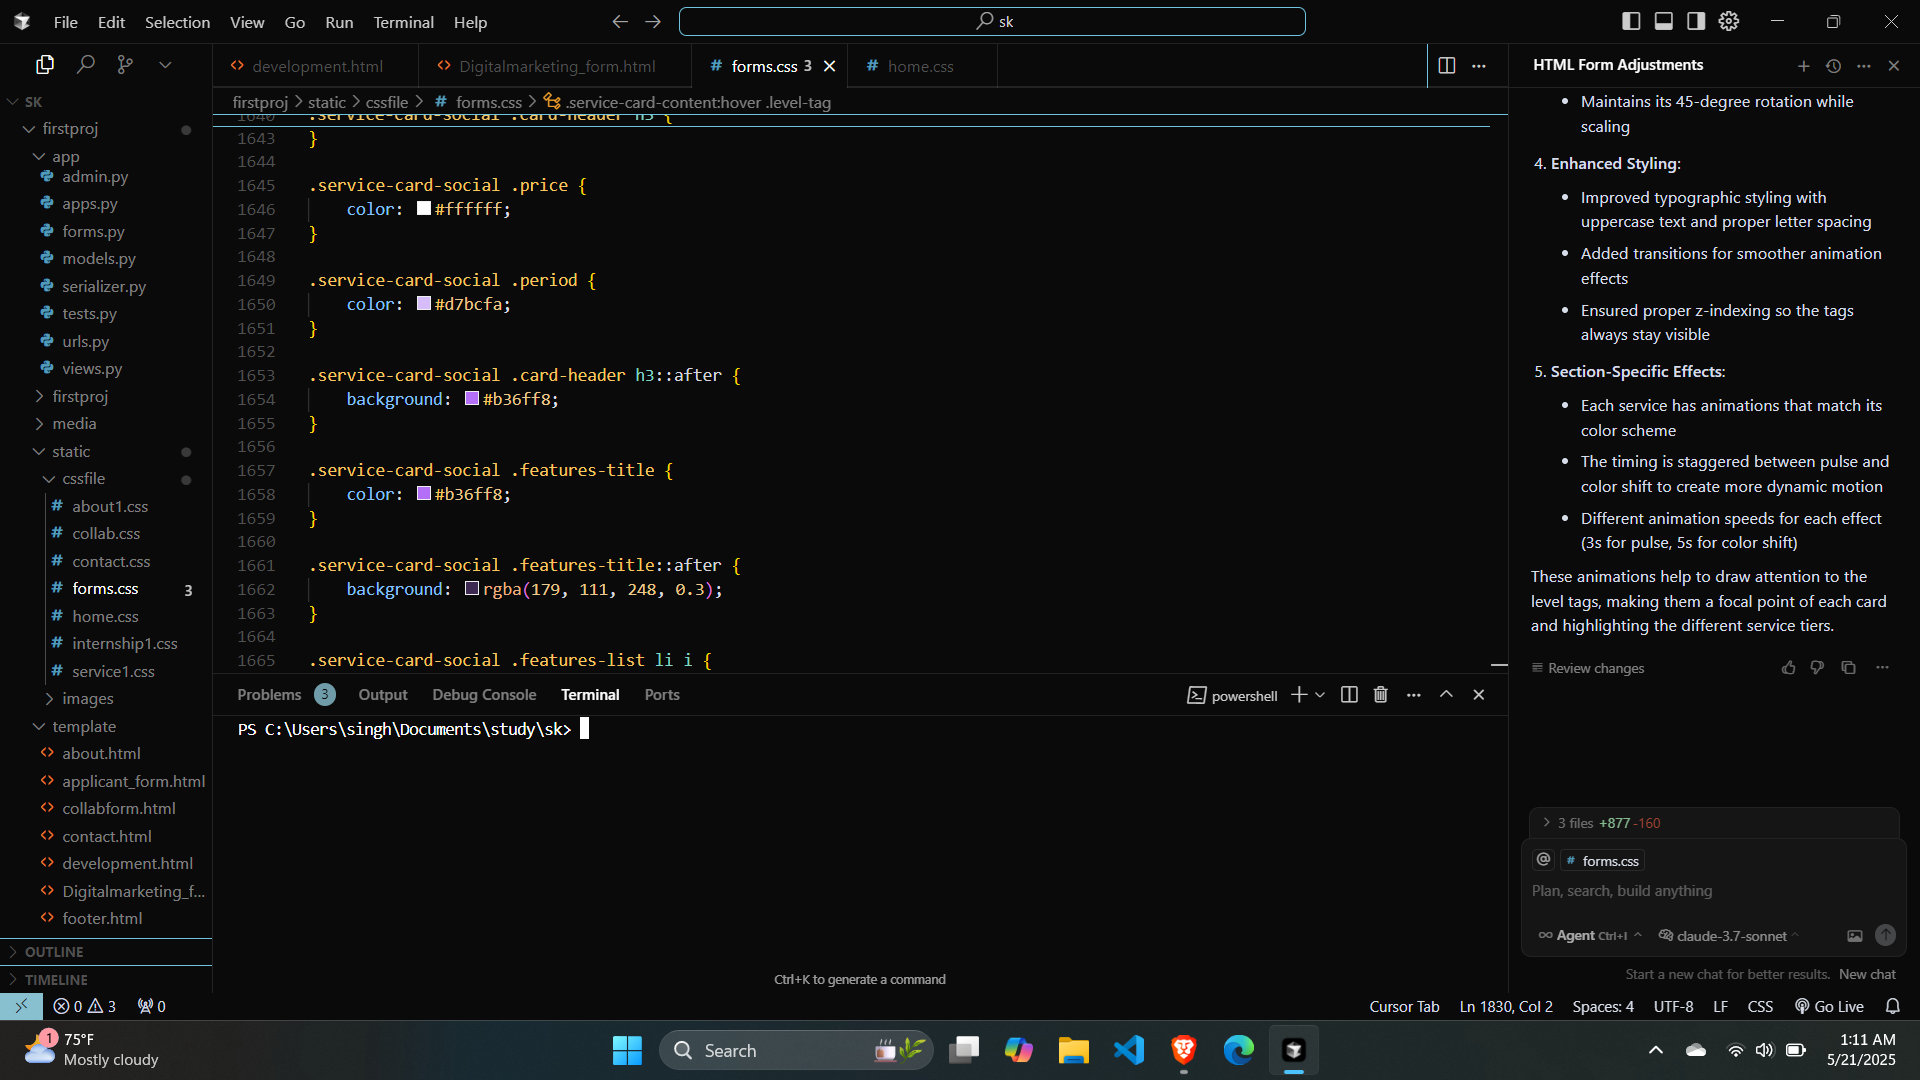 File Edit Selection View Go Run Terminal Help
sk
development.html
Digitalmarketing_form.html
# forms.css 3
# home.css
HTML Form Adjustments
firstproj > static > cssfile > # forms.css > .service-card-content:hover .level-tag
SK
firstproj
app
admin.py
apps.py
forms.py
models.py
serializer.py
tests.py
urls.py
views.py
firstproj
media
static
cssfile
# about1.css
# collab.css
# contact.css
# forms.css 3
# home.css
# internship1.css
# service1.css
images
template
about.html
applicant_form.html
collabform.html
contact.html
development.html
Digitalmarketing_f...
footer.html
OUTLINE
TIMELINE
1640 .service-card-social .card-header h3 {
1643 }
1644
1645 .service-card-social .price {
1646 color: #ffffff;
1647 }
1648
1649 .service-card-social .period {
1650 color: #d7bcfa;
1651 }
1652
1653 .service-card-social .card-header h3::after {
1654 background: #b36ff8;
1655 }
1656
1657 .service-card-social .features-title {
1658 color: #b36ff8;
1659 }
1660
1661 .service-card-social .features-title::after {
1662 background: rgba(179, 111, 248, 0.3);
1663 }
1664
1665 .service-card-social .features-list li i {
Problems 3 Output Debug Console Terminal Ports
powershell
PS C:\Users\singh\Documents\study\sk>
Ctrl+K to generate a command
• Maintains its 45-degree rotation while
scaling
4. Enhanced Styling:
• Improved typographic styling with
uppercase text and proper letter spacing
• Added transitions for smoother animation
effects
• Ensured proper z-indexing so the tags
always stay visible
5. Section-Specific Effects:
• Each service has animations that match its
color scheme
• The timing is staggered between pulse and
color shift to create more dynamic motion
• Different animation speeds for each effect
(3s for pulse, 5s for color shift)
These animations help to draw attention to the
level tags, making them a focal point of each card
and highlighting the different service tiers.
Review changes
3 files +877 -160
@ # forms.css
Plan, search, build anything
Agent Ctrl+I claude-3.7-sonnet
Start a new chat for better results. New chat
0 3 0
Cursor Tab Ln 1830, Col 2 Spaces: 4 UTF-8 LF CSS Go Live
1
75°F
Mostly cloudy
Search
1:11 AM
5/21/2025